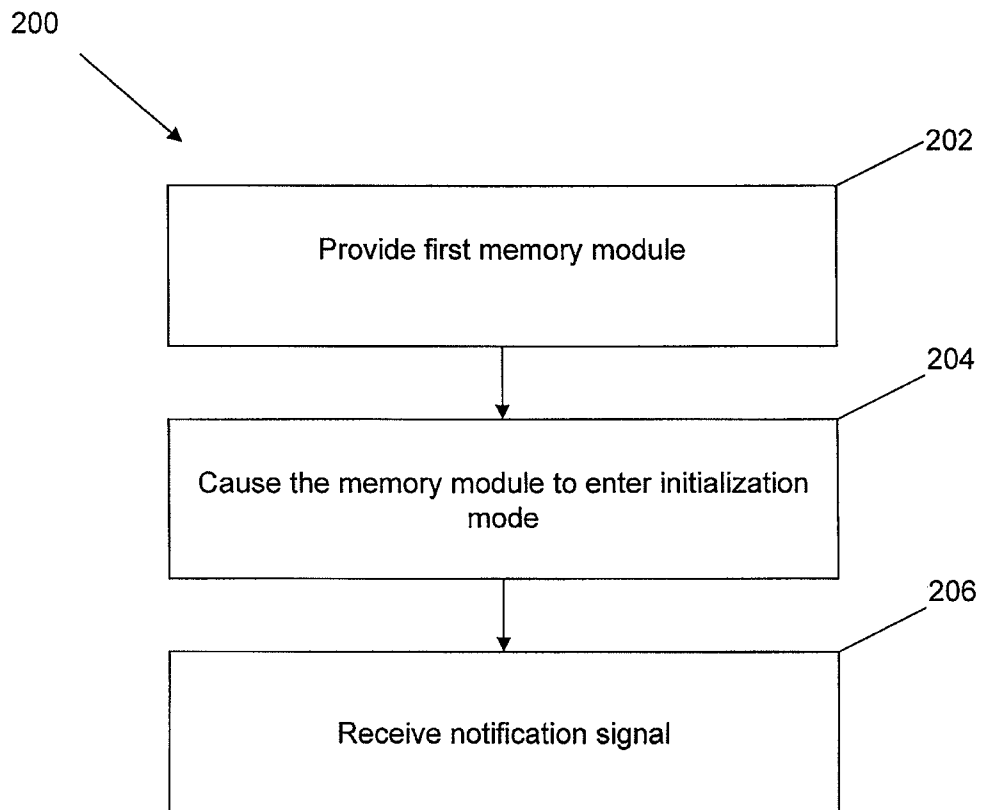 200
202
Provide first memory module
204
Cause the memory module to enter initialization
mode
206
Receive notification signal